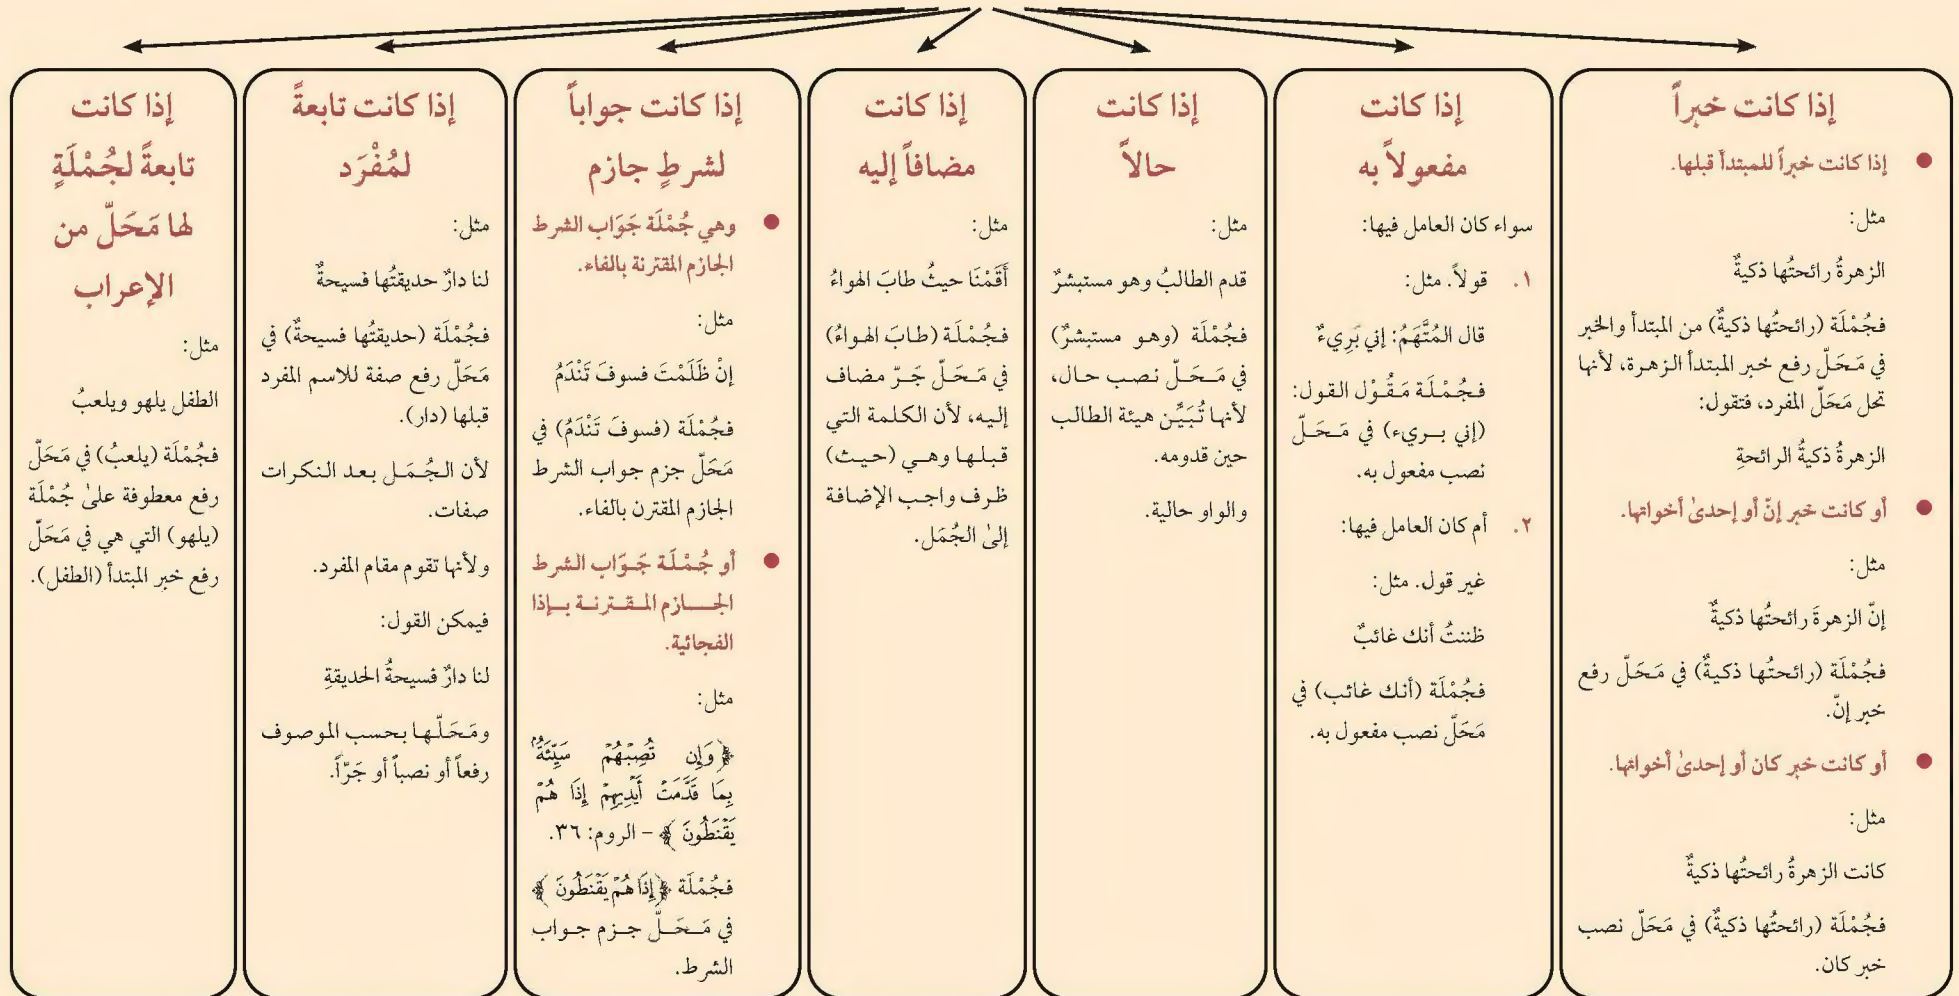 إذا كانت خبراً
● إذا كانت خبراً للمبتدأ قبلها.
مثل:
الزهرةُ رائحتُها ذكيةٌ
فجُمْلَة (رائحتُها ذكيةٌ) من المبتدأ والخبر
في مَحَلّ رفع خبر المبتدأ الزهرة، لأنها
تحل مَحَلّ المفرد، فتقول:
الزهرةُ ذكيةُ الرائحةِ
● أو كانت خبر إنّ أو إحدىٰ أخواتها.
مثل:
إنّ الزهرةَ رائحتُها ذكيةٌ
فجُمْلَة (رائحتُها ذكيةٌ) في مَحَلّ رفع
خبر إنّ.
● أو كانت خبر كان أو إحدىٰ أخواتها.
مثل:
كانت الزهرةُ رائحتُها ذكيةٌ
فجُمْلَة (رائحتُها ذكيةٌ) في مَحَلّ نصب
خبر كان.
إذا كانت
مفعولاً به
سواء كان العامل فيها:
١. قولاً. مثل:
قال المُتَّهَمُ: إني بَرِيءٌ
فجُمْلَة مَقُوْل القول:
(إني بريء) في مَحَلّ
نصب مفعول به.
٢. أم كان العامل فيها:
غير قول. مثل:
ظننتُ أنك غائبٌ
فجُمْلَة (أنك غائب) في
مَحَلّ نصب مفعول به.
إذا كانت
حالاً
مثل:
قدم الطالبُ وهو مستبشرٌ
فجُمْلَة (وهو مستبشرٌ)
في مَحَلّ نصب حال،
لأنها تُبَيِّن هيئة الطالب
حين قدومه.
والواو حالية.
إذا كانت
مضافاً إليه
مثل:
أَقَمْنَا حيثُ طابَ الهواءُ
فجُمْلَة (طابَ الهواءُ)
في مَحَلّ جَرّ مضاف
إليه، لأن الكلمة التي
قبلها وهي (حيث)
ظرف واجب الإضافة
إلىٰ الجُمَل.
إذا كانت جواباً
لشرطٍ جازم
● وهي جُمْلَة جَوَاب الشرط
الجازم المقترنة بالفاء.
مثل:
إنْ ظَلَمْتَ فسوفَ تَنْدَمُ
فجُمْلَة (فسوفَ تَنْدَمُ) في
مَحَلّ جزم جواب الشرط
الجازم المقترن بالفاء.
● أو جُمْلَة جَوَاب الشرط
الجازم المقترنة بإذا
الفجائية.
مثل:
﴿وَإِن تُصِبْهُمْ سَيِّئَةٌۢ
بِمَا قَدَّمَتْ أَيْدِيهِمْ إِذَا هُمْ
يَقْنَطُونَ﴾ - الروم: ٣٦.
فجُمْلَة ﴿إِذَا هُمْ يَقْنَطُونَ﴾
في مَحَلّ جزم جواب
الشرط.
إذا كانت تابعةً
لمُفْرَد
مثل:
لنا دارٌ حديقتُها فسيحةٌ
فجُمْلَة (حديقتُها فسيحةٌ) في
مَحَلّ رفع صفة للاسم المفرد
قبلها (دار).
لأن الجُمَل بعد النكرات
صفات.
ولأنها تقوم مقام المفرد.
فيمكن القول:
لنا دارٌ فسيحةُ الحديقةِ
ومَحَلّها بحسب الموصوف
رفعاً أو نصباً أو جَرّاً.
إذا كانت
تابعةً لجُمْلَةٍ
لها مَحَلّ من
الإعراب
مثل:
الطفل يلهو ويلعبُ
فجُمْلَة (يلعبُ) في مَحَلّ
رفع معطوفة علىٰ جُمْلَة
(يلهو) التي هي في مَحَلّ
رفع خبر المبتدأ (الطفل).